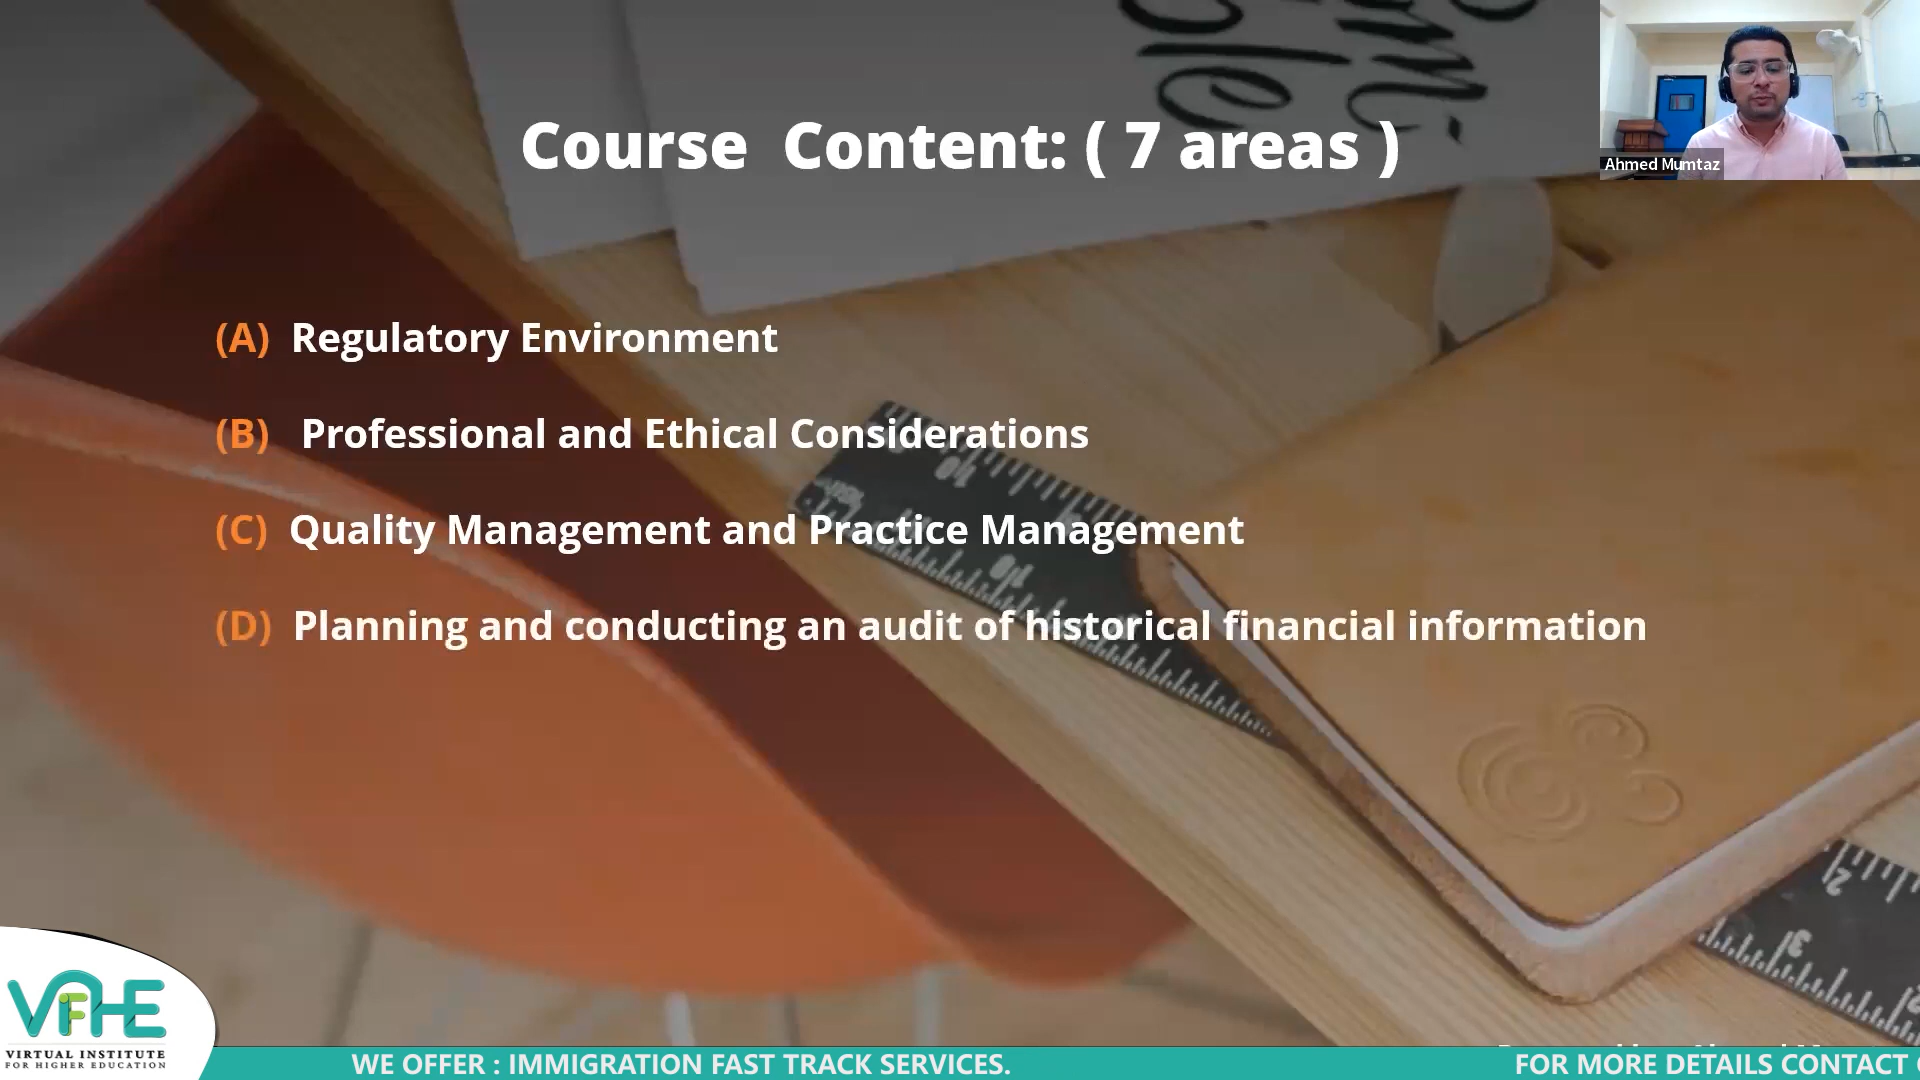 Course Content: ( 7 areas )
Ahmed Mumtaz
(A) Regulatory Environment
(B) Professional and Ethical Considerations
(C) Quality Management and Practice Management
(D) Planning and conducting an audit of historical financial information
VIFHE
VIRTUAL INSTITUTE
FOR HIGHER EDUCATION
WE OFFER : IMMIGRATION FAST TRACK SERVICES.
FOR MORE DETAILS CONTACT